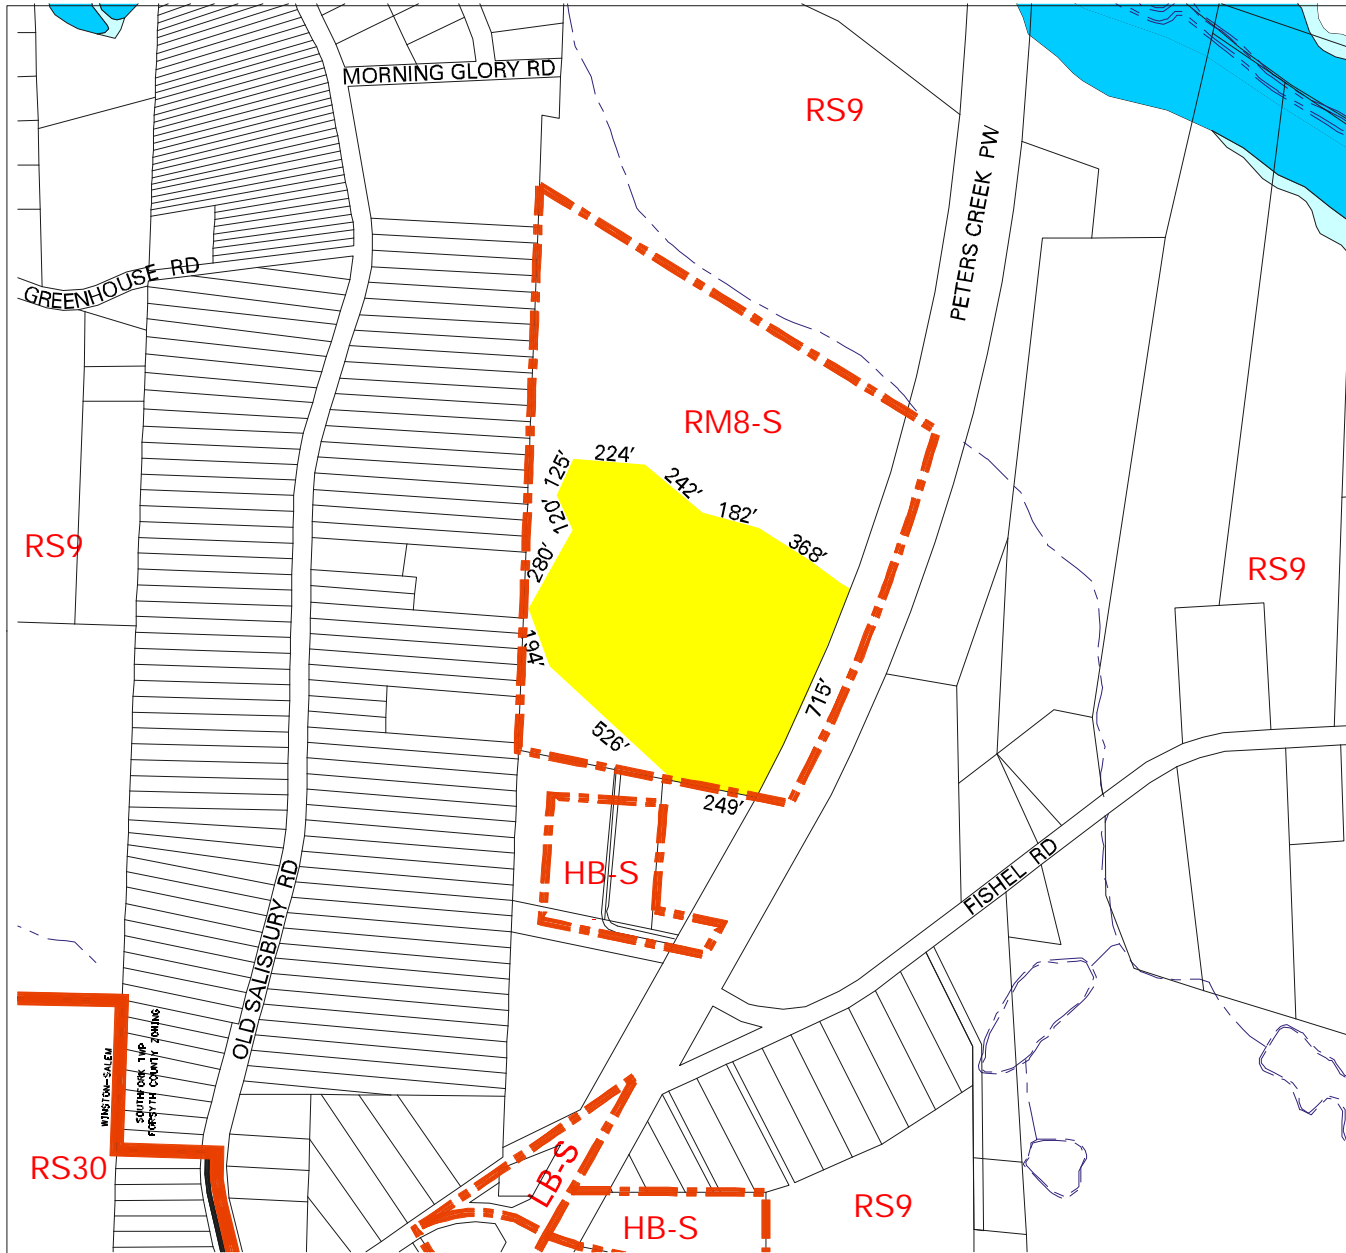 MORNING GLORY RD
RS9
PETERS CREEK PW
GREENHOUSE RD
RM8-S
224'
125'
242'
120'
182'
368'
RS9
280'
RS9
194'
715'
526'
249'
HB-S
FISHEL RD
OLD SALISBURY RD
WINSTON-SALEM
SOUTHFORK TWP
FORSYTH COUNTY ZONING
RS30
LB-S
RS9
HB-S